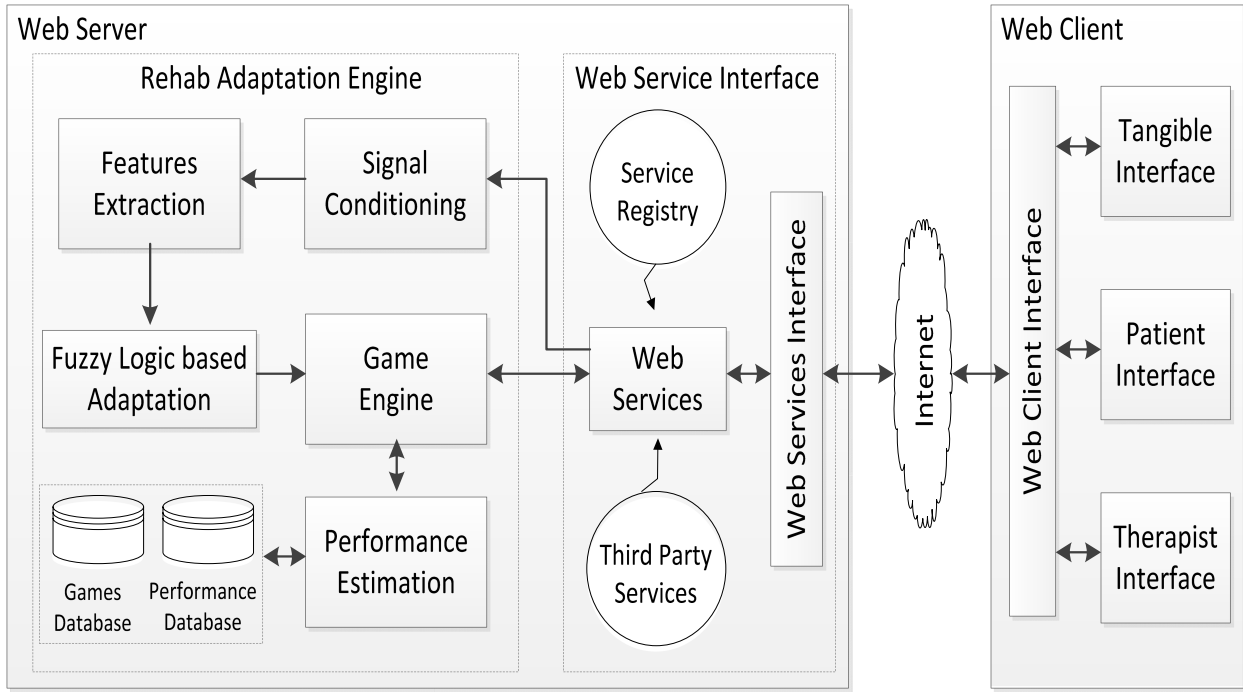 Web Server
Rehab Adaptation Engine
Features
Extraction
Signal
Conditioning
Fuzzy Logic based
Adaptation
Game
Engine
Performance
Estimation
Games
Database
Performance
Database
Web Service Interface
Service
Registry
Web
Services
Third Party
Services
Web Services Interface
Internet
Web Client
Web Client Interface
Tangible
Interface
Patient
Interface
Therapist
Interface